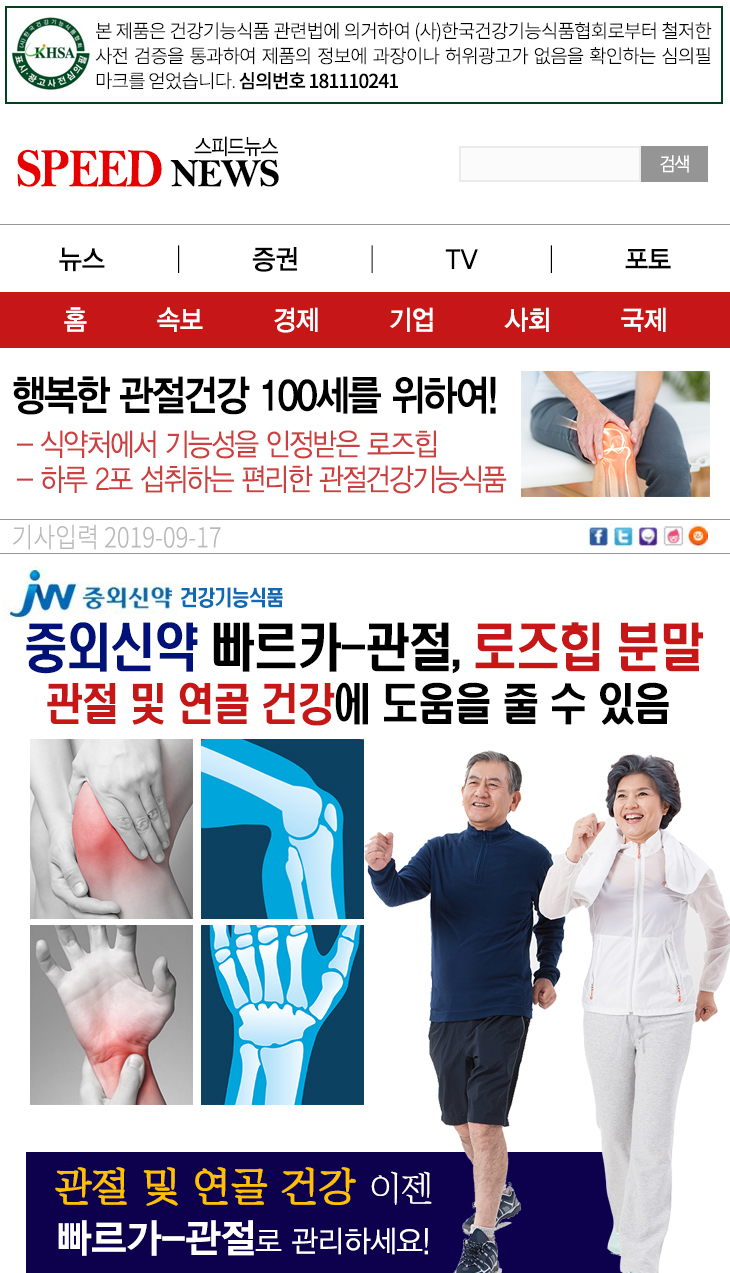 본 제품은 건강기능식품 관련법에 의거하여 (사)한국건강기능식품협회로부터 철저한
사전 검증을 통과하여 제품의 정보에 과장이나 허위광고가 없음을 확인하는 심의필
마크를 얻었습니다. 심의번호 181110241
(사)한국건강기능식품협회
KHSA
표시·광고사전심의필
스피드뉴스
SPEED NEWS
검색
뉴스 | 증권 | TV | 포토
홈 속보 경제 기업 사회 국제
행복한 관절건강 100세를 위하여!
- 식약처에서 기능성을 인정받은 로즈힙
- 하루 2포 섭취하는 편리한 관절건강기능식품
기사입력 2019-09-17
jw 중외신약 건강기능식품
중외신약 빠르카-관절, 로즈힙 분말
관절 및 연골 건강에 도움을 줄 수 있음
관절 및 연골 건강 이젠
빠르가-관절로 관리하세요!